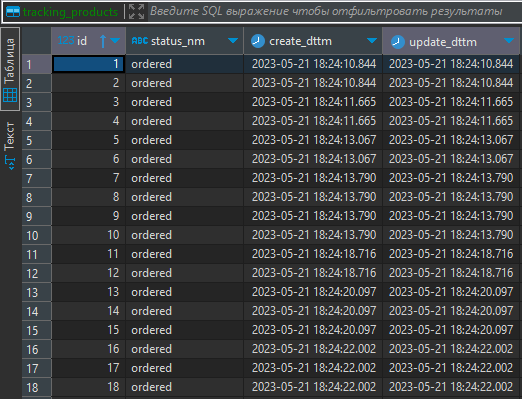 tracking_products Введите SQL выражение чтобы отфильтровать результаты
Таблица
Текст
123 id ABC status_nm create_dttm update_dttm
1 1 ordered 2023-05-21 18:24:10.844 2023-05-21 18:24:10.844
2 2 ordered 2023-05-21 18:24:10.844 2023-05-21 18:24:10.844
3 3 ordered 2023-05-21 18:24:11.665 2023-05-21 18:24:11.665
4 4 ordered 2023-05-21 18:24:11.665 2023-05-21 18:24:11.665
5 5 ordered 2023-05-21 18:24:13.067 2023-05-21 18:24:13.067
6 6 ordered 2023-05-21 18:24:13.067 2023-05-21 18:24:13.067
7 7 ordered 2023-05-21 18:24:13.790 2023-05-21 18:24:13.790
8 8 ordered 2023-05-21 18:24:13.790 2023-05-21 18:24:13.790
9 9 ordered 2023-05-21 18:24:13.790 2023-05-21 18:24:13.790
10 10 ordered 2023-05-21 18:24:13.790 2023-05-21 18:24:13.790
11 11 ordered 2023-05-21 18:24:18.716 2023-05-21 18:24:18.716
12 12 ordered 2023-05-21 18:24:18.716 2023-05-21 18:24:18.716
13 13 ordered 2023-05-21 18:24:20.097 2023-05-21 18:24:20.097
14 14 ordered 2023-05-21 18:24:20.097 2023-05-21 18:24:20.097
15 15 ordered 2023-05-21 18:24:20.097 2023-05-21 18:24:20.097
16 16 ordered 2023-05-21 18:24:22.002 2023-05-21 18:24:22.002
17 17 ordered 2023-05-21 18:24:22.002 2023-05-21 18:24:22.002
18 18 ordered 2023-05-21 18:24:22.002 2023-05-21 18:24:22.002